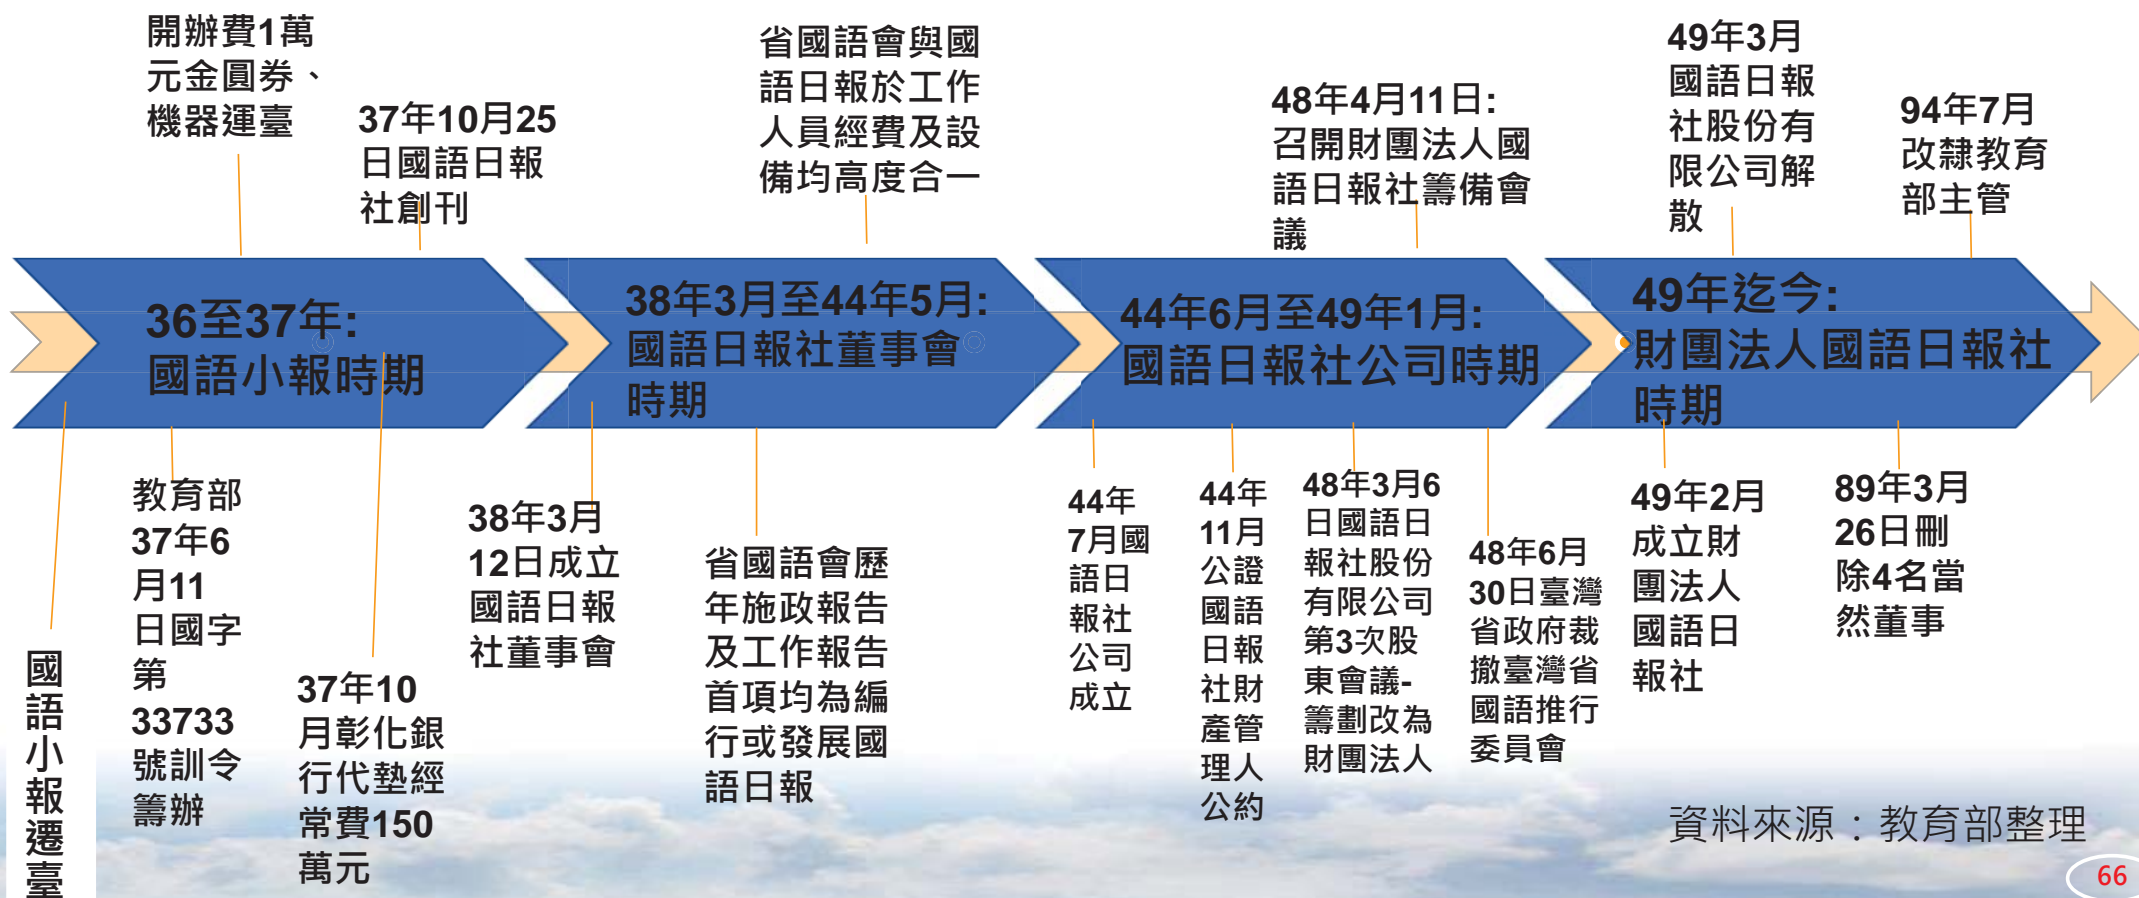 開辦費1萬
元金圓券、
機器運臺
37年10月25
日國語日報
社創刊
省國語會與國
語日報於工作
人員經費及設
備均高度合一
48年4月11日:
召開財團法人國
語日報社籌備會
議
49年3月
國語日報
社股份有
限公司解
散
94年7月
改隸教育
部主管
36至37年:
國語小報時期
38年3月至44年5月:
國語日報社董事會
時期
44年6月至49年1月:
國語日報社公司時期
49年迄今:
財團法人國語日報社
時期
國語小報遷臺
教育部
37年6
月11
日國字
第
33733
號訓令
籌辦
37年10
月彰化銀
行代墊經
常費150
萬元
38年3月
12日成立
國語日報
社董事會
省國語會歷
年施政報告
及工作報告
首項均為編
行或發展國
語日報
44年
7月國
語日
報社
公司
成立
44年
11月
公證
國語
日報
社財
產管
理人
公約
48年3月6
日國語日
報社股份
有限公司
第3次股
東會議-
籌劃改為
財團法人
48年6月
30日臺灣
省政府裁
撤臺灣省
國語推行
委員會
49年2月
成立財
團法人
國語日
報社
89年3月
26日刪
除4名當
然董事
資料來源：教育部整理
66